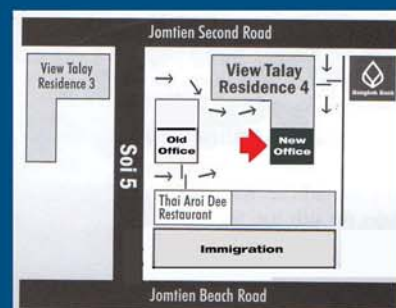 Jomtien Second Road
View Talay
Residence 3
View Talay
Residence 4
Bangkok Bank
Old
Office
New
Office
Soi 5
Thai Aroi Dee
Restaurant
Immigration
Jomtien Beach Road